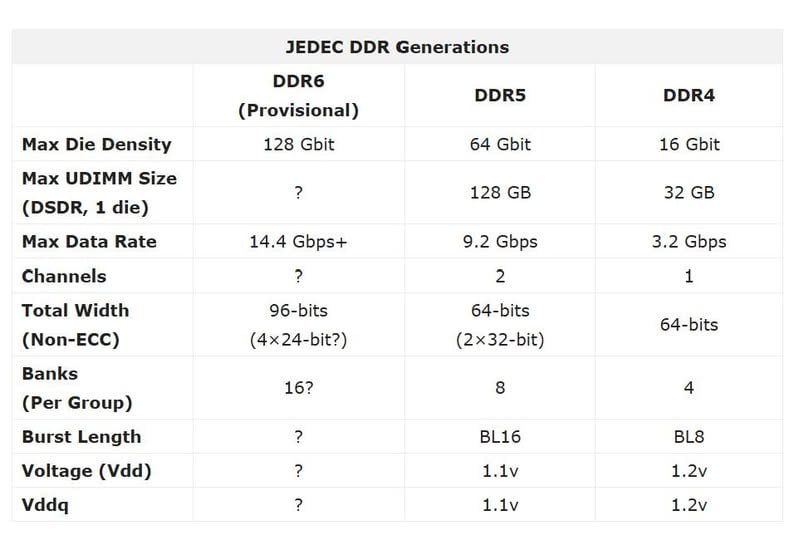 JEDEC DDR Generations
DDR6
(Provisional) DDR5 DDR4
Max Die Density 128 Gbit 64 Gbit 16 Gbit
Max UDIMM Size
(DSDR, 1 die) ? 128 GB 32 GB
Max Data Rate 14.4 Gbps+ 9.2 Gbps 3.2 Gbps
Channels ? 2 1
Total Width 96-bits 64-bits 64-bits
(Non-ECC) (4×24-bit?) (2×32-bit)
Banks
(Per Group) 16? 8 4
Burst Length ? BL16 BL8
Voltage (Vdd) ? 1.1v 1.2v
Vddq ? 1.1v 1.2v